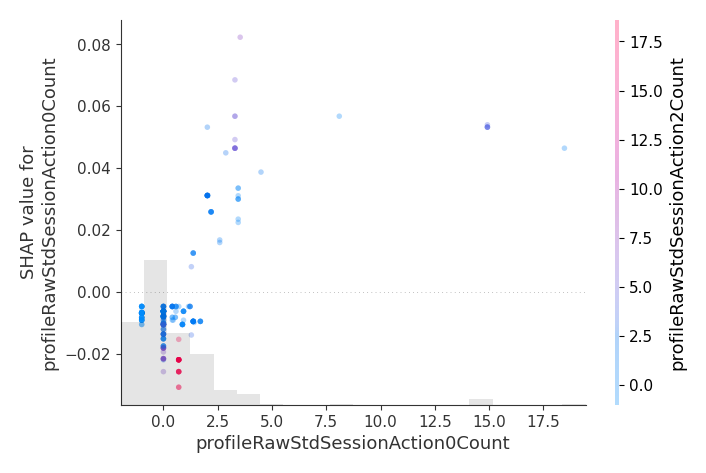 SHAP value for
profileRawStdSessionAction0Count
0.08
0.06
0.04
0.02
0.00
−0.02
0.0 2.5 5.0 7.5 10.0 12.5 15.0 17.5
profileRawStdSessionAction0Count
17.5
15.0
12.5
10.0
7.5
5.0
2.5
0.0
profileRawStdSessionAction2Count